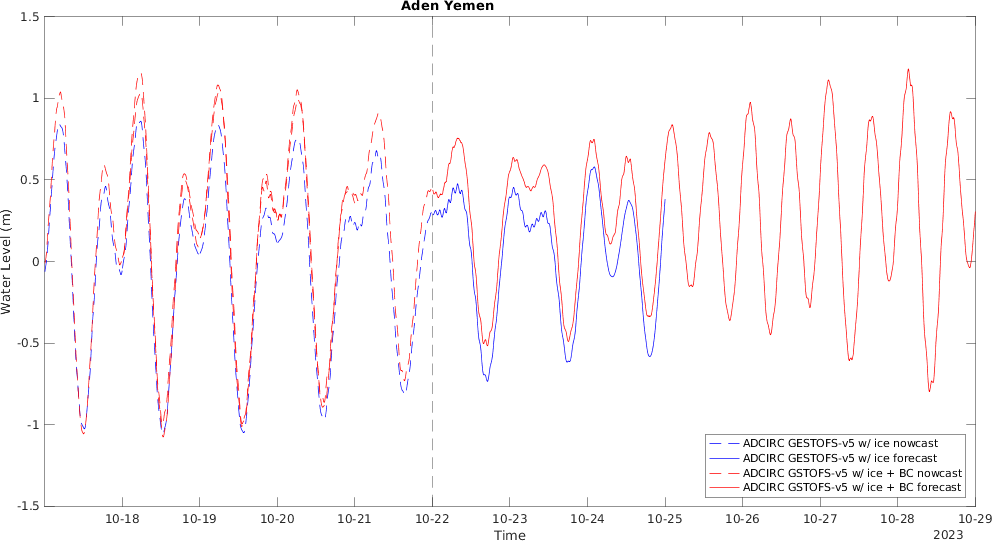 Aden Yemen
Water Level (m)
1.5
1
0.5
0
-0.5
-1
-1.5
10-18
10-19
10-20
10-21
10-22
10-23
10-24
10-25
10-26
10-27
10-28
10-29
Time
2023
ADCIRC GESTOFS-v5 w/ ice nowcast
ADCIRC GESTOFS-v5 w/ ice forecast
ADCIRC GSTOFS-v5 w/ ice + BC nowcast
ADCIRC GSTOFS-v5 w/ ice + BC forecast